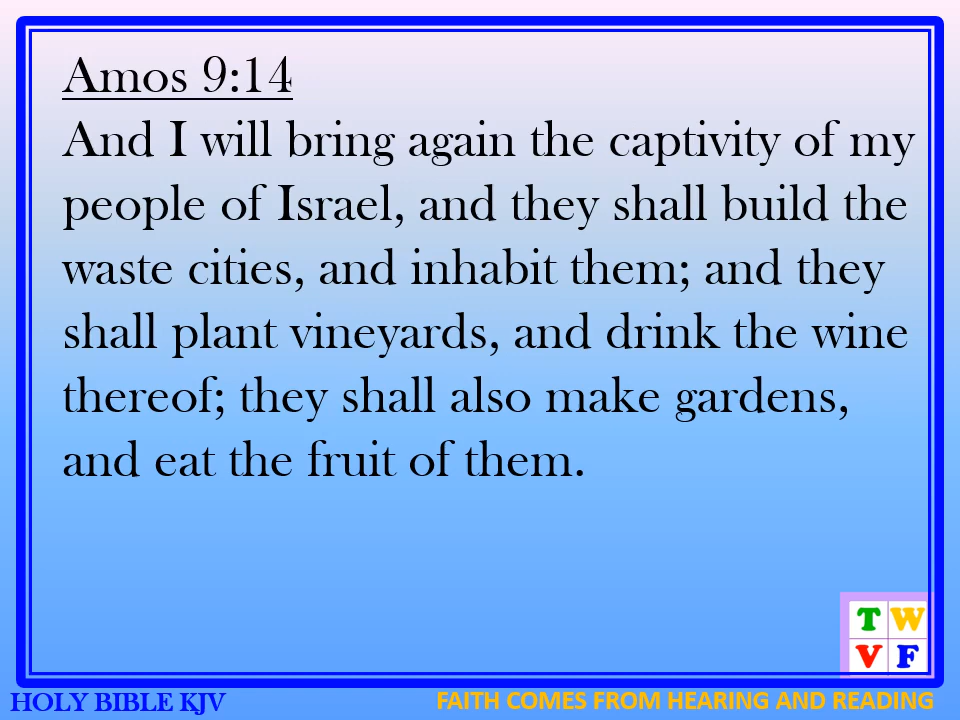 Amos 9:14
And I will bring again the captivity of my
people of Israel, and they shall build the
waste cities, and inhabit them; and they
shall plant vineyards, and drink the wine
thereof; they shall also make gardens,
and eat the fruit of them.
T W
V F
HOLY BIBLE KJV
FAITH COMES FROM HEARING AND READING